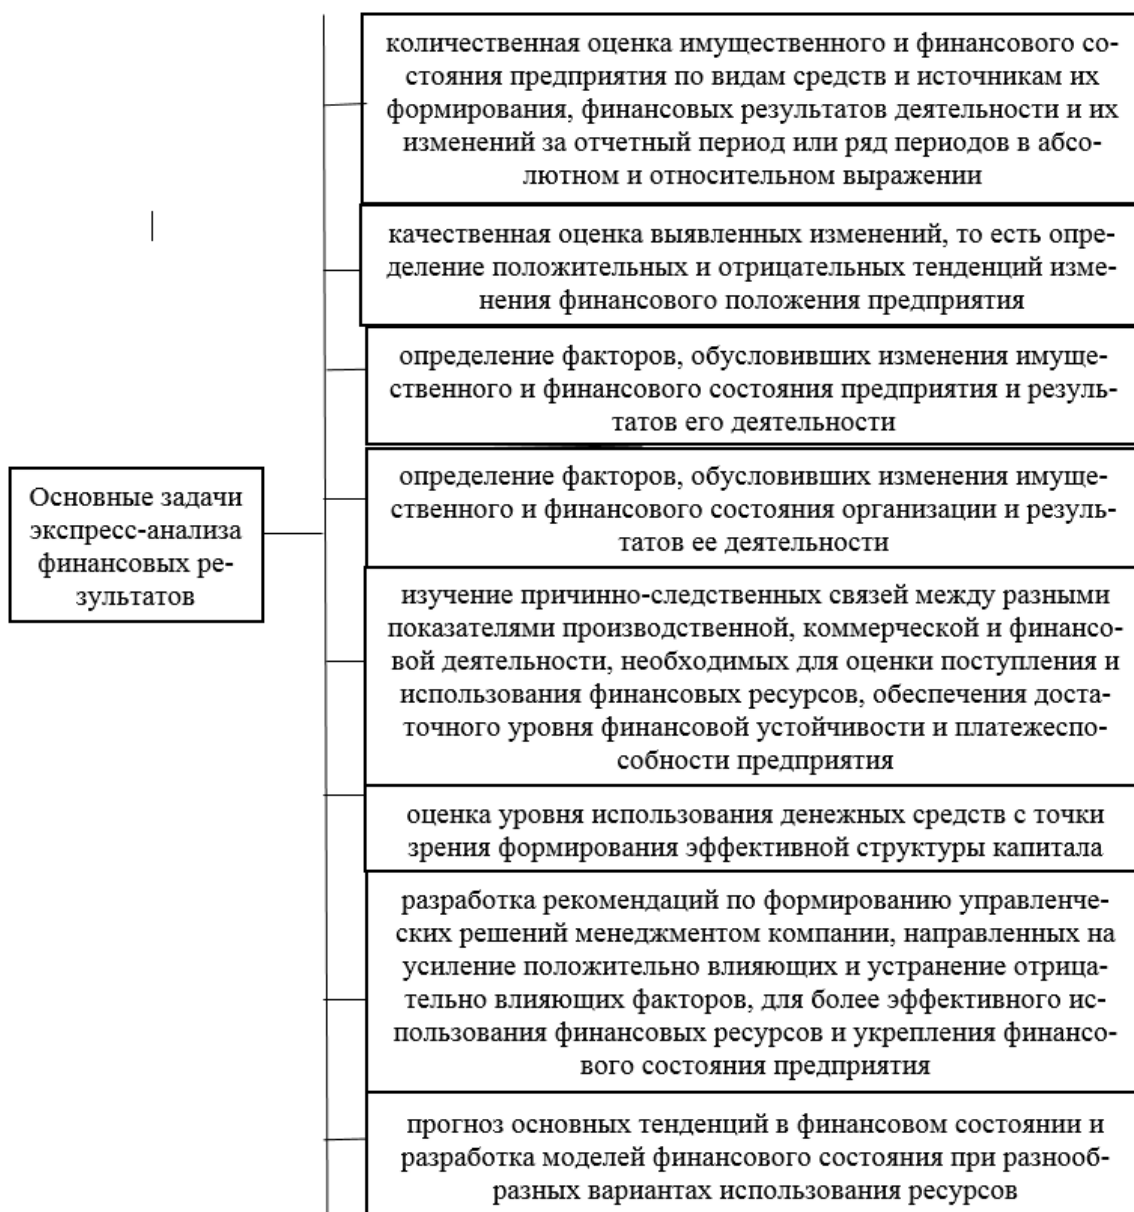 количественная оценка имущественного и финансового со-
стояния предприятия по видам средств и источникам их
формирования, финансовых результатов деятельности и их
изменений за отчетный период или ряд периодов в абсо-
лютном и относительном выражении
качественная оценка выявленных изменений, то есть опре-
деление положительных и отрицательных тенденций изме-
нения финансового положения предприятия
определение факторов, обусловивших изменения имуще-
ственного и финансового состояния предприятия и резуль-
татов его деятельности
Основные задачи
экспресс-анализа
финансовых ре-
зультатов
определение факторов, обусловивших изменения имуще-
ственного и финансового состояния организации и резуль-
татов ее деятельности
изучение причинно-следственных связей между разными
показателями производственной, коммерческой и финансо-
вой деятельности, необходимых для оценки поступления и
использования финансовых ресурсов, обеспечения доста-
точного уровня финансовой устойчивости и платежеспо-
собности предприятия
оценка уровня использования денежных средств с точки
зрения формирования эффективной структуры капитала
разработка рекомендаций по формированию управленче-
ских решений менеджментом компании, направленных на
усиление положительно влияющих и устранение отрица-
тельно влияющих факторов, для более эффективного ис-
пользования финансовых ресурсов и укрепления финансо-
вого состояния предприятия
прогноз основных тенденций в финансовом состоянии и
разработка моделей финансового состояния при разнооб-
разных вариантах использования ресурсов